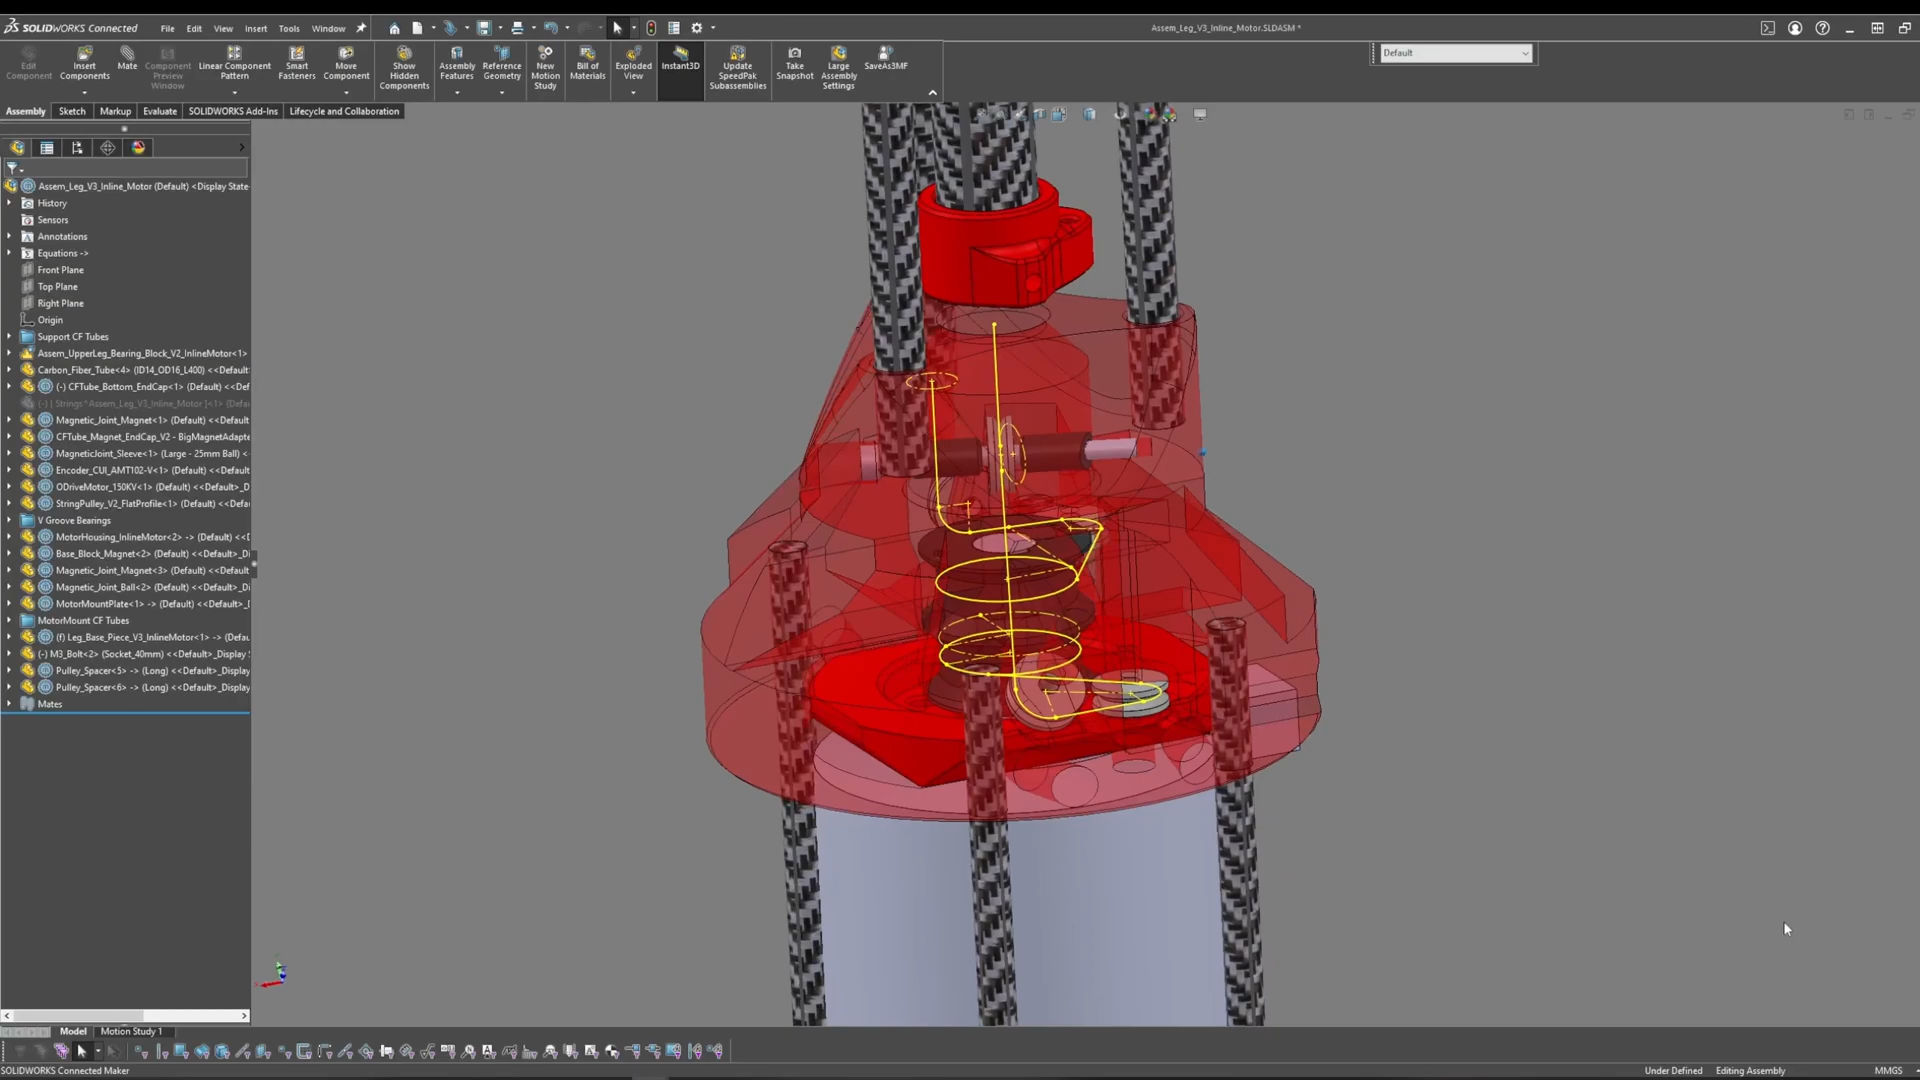 SOLIDWORKS Connected
File Edit View Insert Tools Window
Assem_Leg_V3_Inline_Motor.SLDASM *
Edit Component
Insert Components
Mate
Component Preview Window
Linear Component Pattern
Smart Fasteners
Move Component
Show Hidden Components
Assembly Features
Reference Geometry
New Motion Study
Bill of Materials
Exploded View
Instant3D
Update SpeedPak Subassemblies
Take Snapshot
Large Assembly Settings
SaveAs3MF
Default
Assembly Sketch Markup Evaluate SOLIDWORKS Add-Ins Lifecycle and Collaboration
Assem_Leg_V3_Inline_Motor (Default) <Display State
History
Sensors
Annotations
Equations ->
Front Plane
Top Plane
Right Plane
Origin
Support CF Tubes
Assem_UpperLeg_Bearing_Block_V2_InlineMotor<1>
Carbon_Fiber_Tube<4> (ID14_OD16_L400) <<Default
(-) CFTube_Bottom_EndCap<1> (Default) <<Def
(-) [ Strings^Assem_Leg_V3_Inline_Motor ]<1> (Defau
Magnetic_Joint_Magnet<1> (Default) <<Default
CFTube_Magnet_EndCap_V2 - BigMagnetAdapte
MagneticJoint_Sleeve<1> (Large - 25mm Ball) <
Encoder_CUI_AMT102-V<1> (Default) <<Default
ODriveMotor_150KV<1> (Default) <<Default>_D
StringPulley_V2_FlatProfile<1> (Default) <<Def
V Groove Bearings
MotorHousing_InlineMotor<2> -> (Default) <<D
Base_Block_Magnet<2> (Default) <<Default>_Di
Magnetic_Joint_Magnet<3> (Default) <<Default
Magnetic_Joint_Ball<2> (Default) <<Default>_Di
MotorMountPlate<1> -> (Default) <<Default>_D
MotorMount CF Tubes
(f) Leg_Base_Piece_V3_InlineMotor<1> -> (Defau
(-) M3_Bolt<2> (Socket_40mm) <<Default>_Display S
Pulley_Spacer<5> -> (Long) <<Default>_Display
Pulley_Spacer<6> -> (Long) <<Default>_Display
Mates
Model Motion Study 1
SOLIDWORKS Connected Maker
Under Defined Editing Assembly MMGS